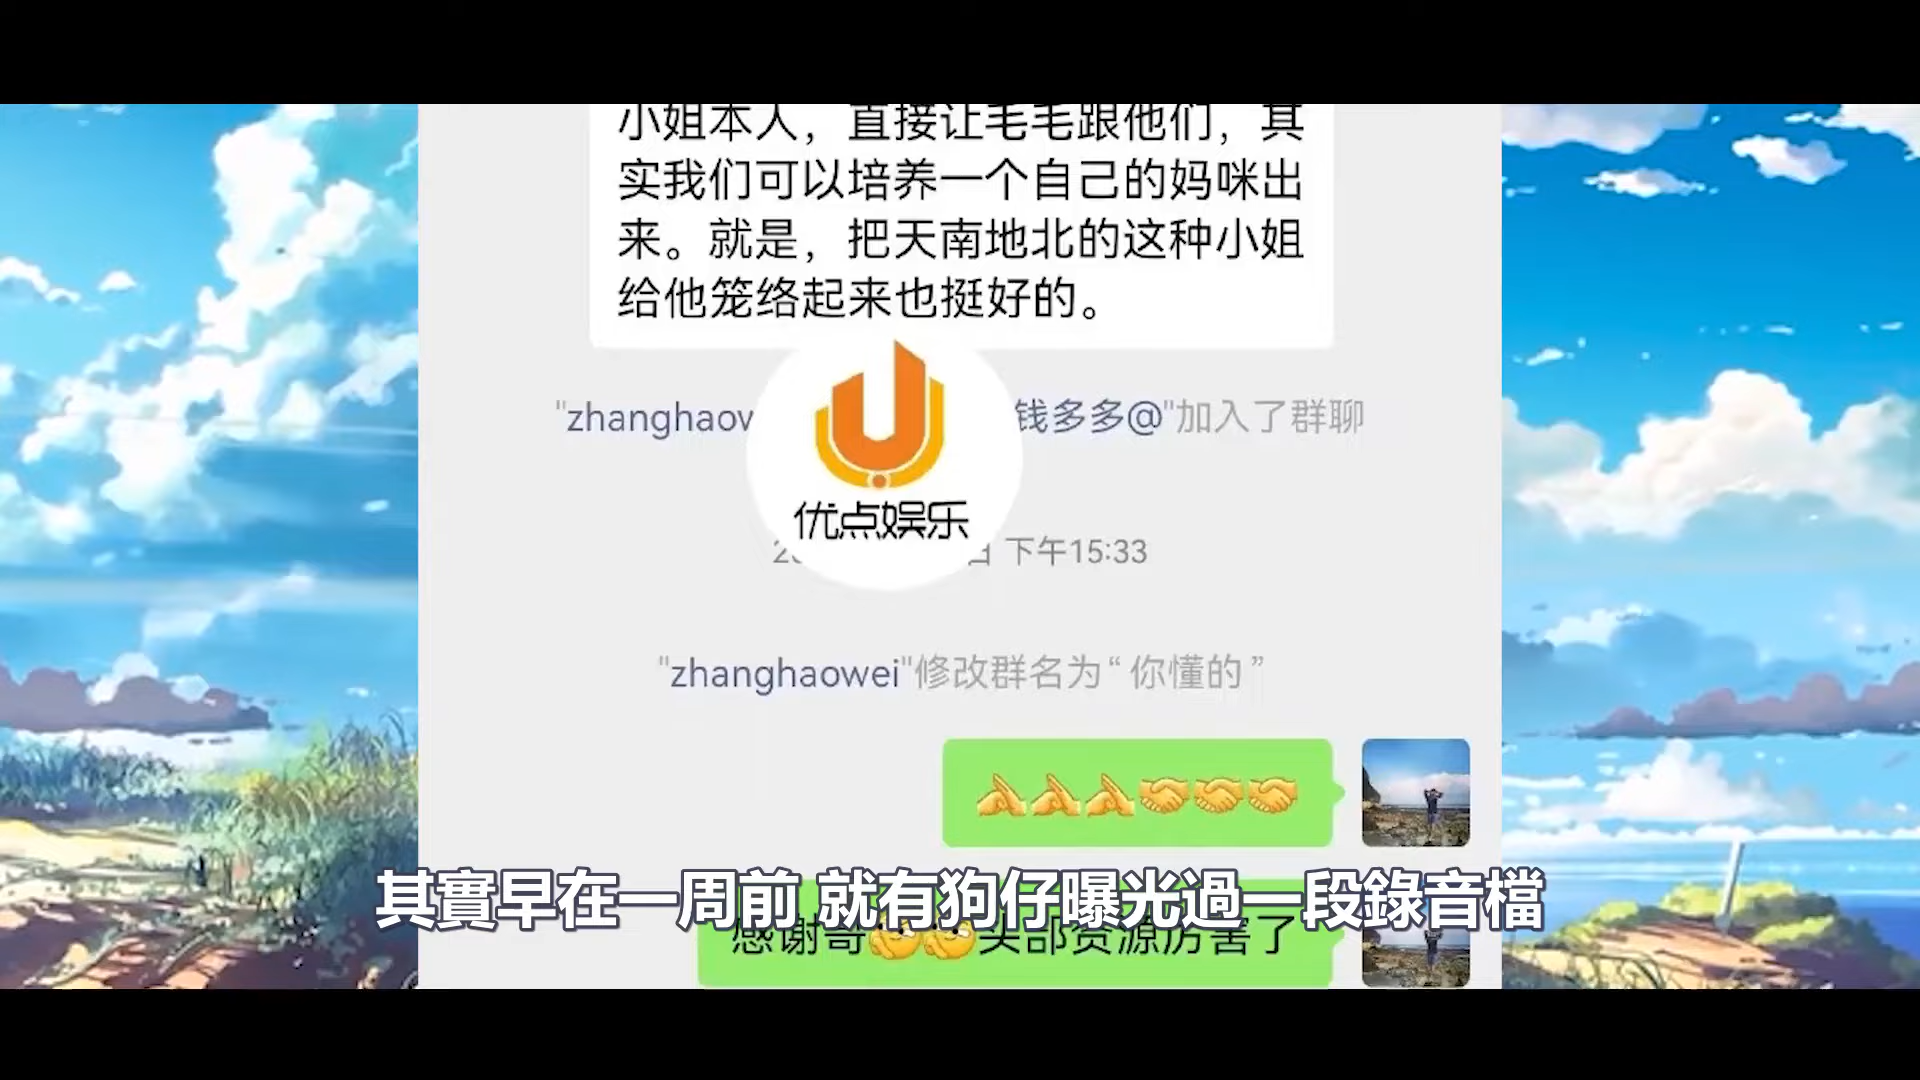 小姐本人，直接让毛毛跟他们，其
实我们可以培养一个自己的妈咪出
来。就是，把天南地北的这种小姐
给他笼络起来也挺好的。
"zhanghaow 钱多多@"加入了群聊
优点娱乐
日 下午15:33
"zhanghaowei"修改群名为“你懂的”
其實早在一周前 就有狗仔曝光過一段錄音檔
感谢哥 头部资源厉害了